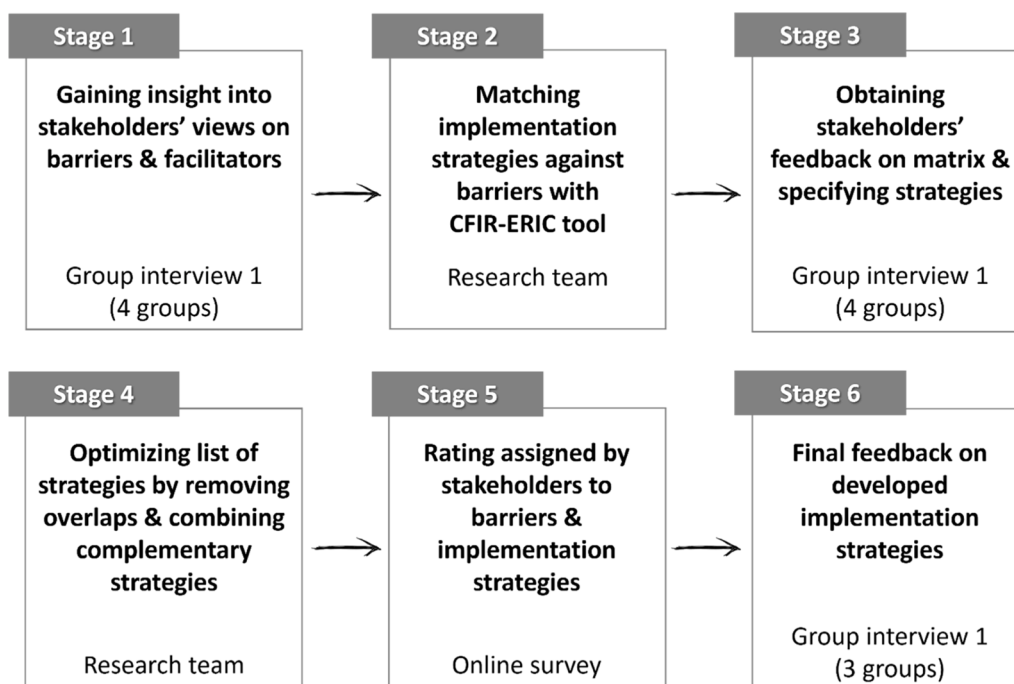 Stage 1
Gaining insight into
stakeholders’ views on
barriers & facilitators
Group interview 1
(4 groups)
Stage 2
Matching
implementation
strategies against
barriers with
CFIR-ERIC tool
Research team
Stage 3
Obtaining
stakeholders’
feedback on matrix &
specifying strategies
Group interview 1
(4 groups)
Stage 4
Optimizing list of
strategies by removing
overlaps & combining
complementary
strategies
Research team
Stage 5
Rating assigned by
stakeholders to
barriers &
implementation
strategies
Online survey
Stage 6
Final feedback on
developed
implementation
strategies
Group interview 1
(3 groups)